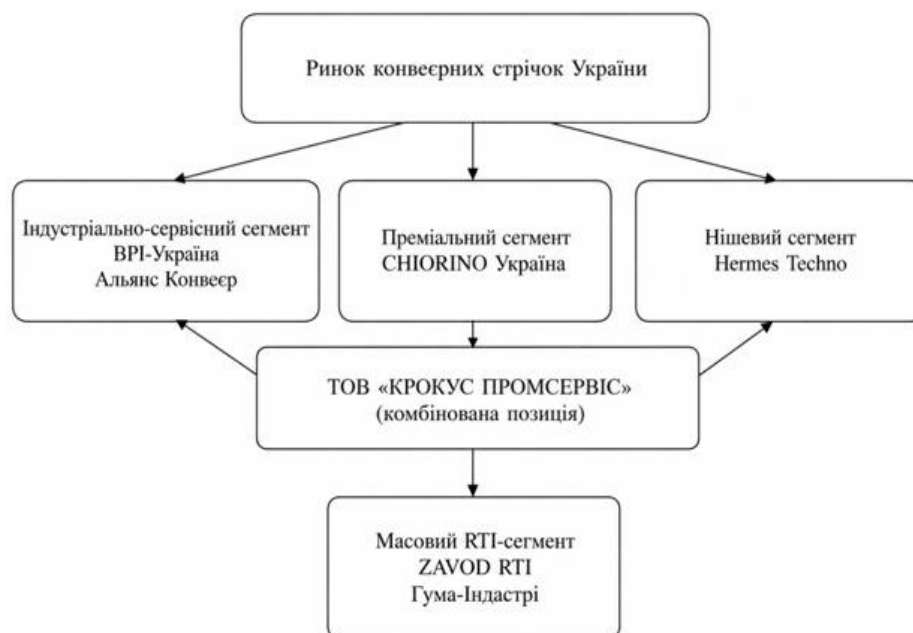 Ринок конвеєрних стрічок України
Індустріально-сервісний сегмент
BPI-Україна
Альянс Конвеєр
Преміальний сегмент
CHIORINO Україна
Нішевий сегмент
Hermes Techno
ТОВ «КРОКУС ПРОМСЕРВІС»
(комбінована позиція)
Масовий RTI-сегмент
ZAVOD RTI
Гума-Індастрі